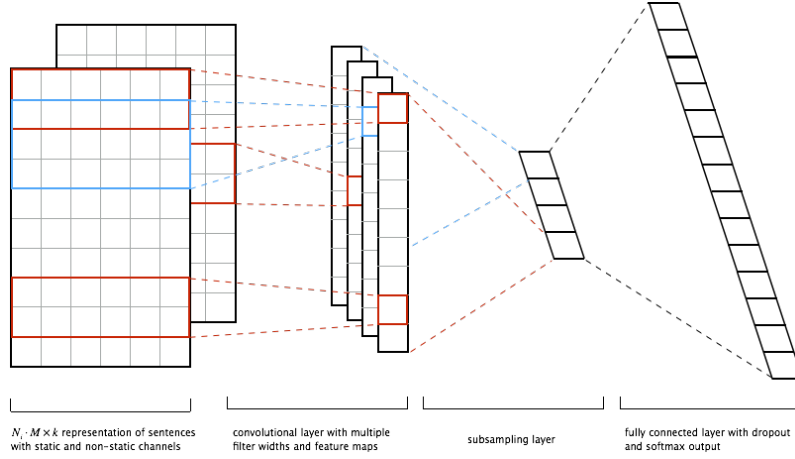 N_i · M × k representation of sentences
with static and non-static channels
convolutional layer with multiple
filter widths and feature maps
subsampling layer
fully connected layer with dropout
and softmax output